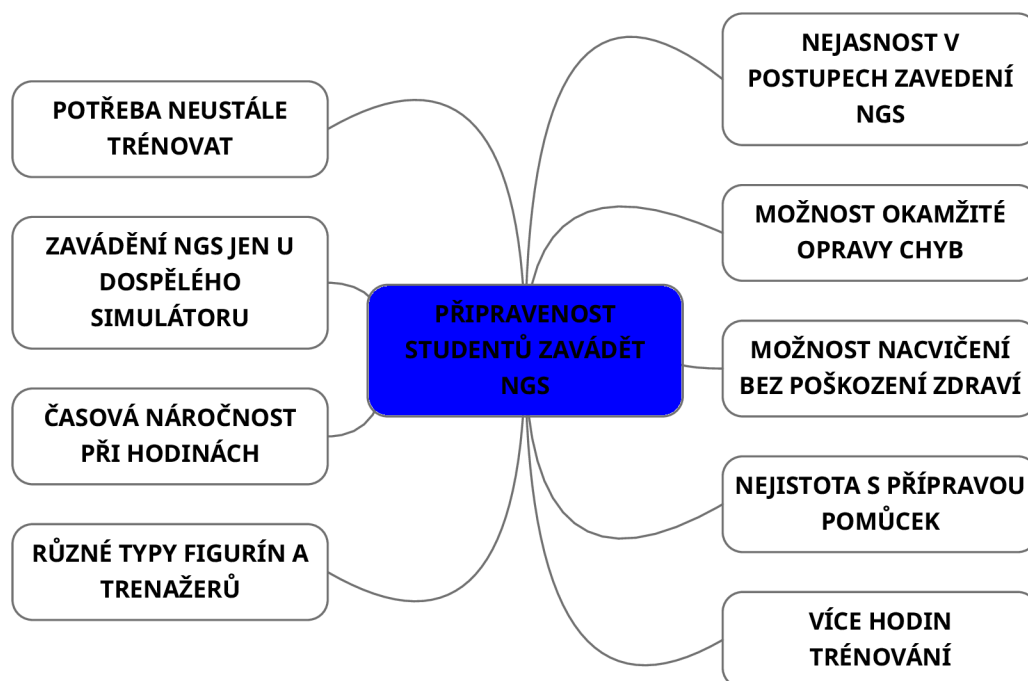 POTŘEBA NEUSTÁLE
TRÉNOVAT
ZAVÁDĚNÍ NGS JEN U
DOSPĚLÉHO
SIMULÁTORU
ČASOVÁ NÁROČNOST
PŘI HODINÁCH
RŮZNÉ TYPY FIGURÍN A
TRENAŽERŮ
PŘIPRAVENOST
STUDENTŮ ZAVÁDĚT
NGS
NEJASNOST V
POSTUPECH ZAVEDENÍ
NGS
MOŽNOST OKAMŽITÉ
OPRAVY CHYB
MOŽNOST NACVIČENÍ
BEZ POŠKOZENÍ ZDRAVÍ
NEJISTOTA S PŘÍPRAVOU
POMŮCEK
VÍCE HODIN
TRÉNOVÁNÍ